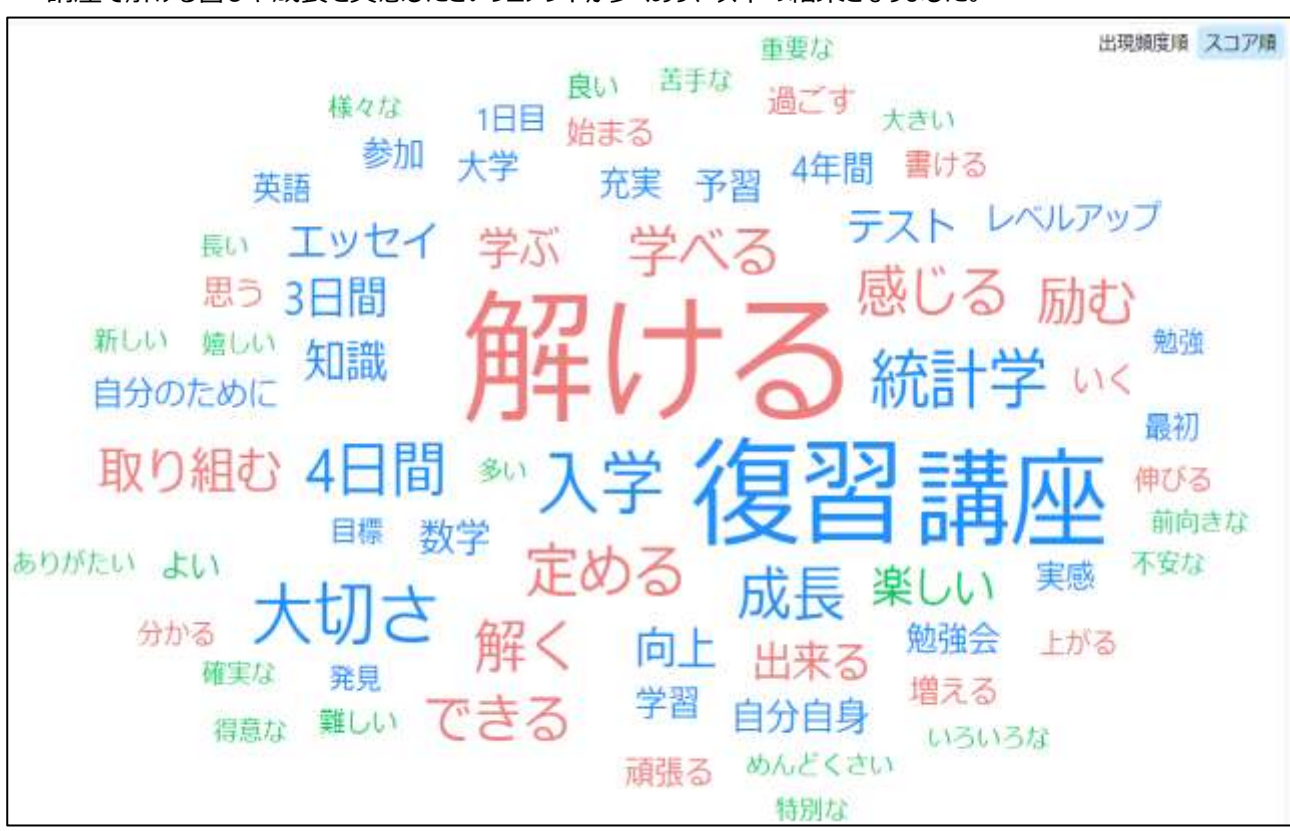 出現頻度順 スコア順
重要な
良い 苦手な
様々な 1日目 始まる 過ごす 大きい
参加 大学 充実 予習 4年間 書ける
英語
長い エッセイ 学ぶ 学べる テスト レベルアップ
思う 3日間 解ける 感じる 励む
新しい 嬉しい 知識 統計学 いく 勉強
自分のために 最初
取り組む 4日間 多い 入学 復習 講座 伸びる
目標 数学 前向きな
ありがたい よい 定める 成長 楽しい 実感 不安な
分かる 大切さ 解く 向上 出来る 勉強会 上がる
確実な 発見 学習 自分自身 増える
得意な 難しい できる いろいろな
頑張る めんどくさい
特別な